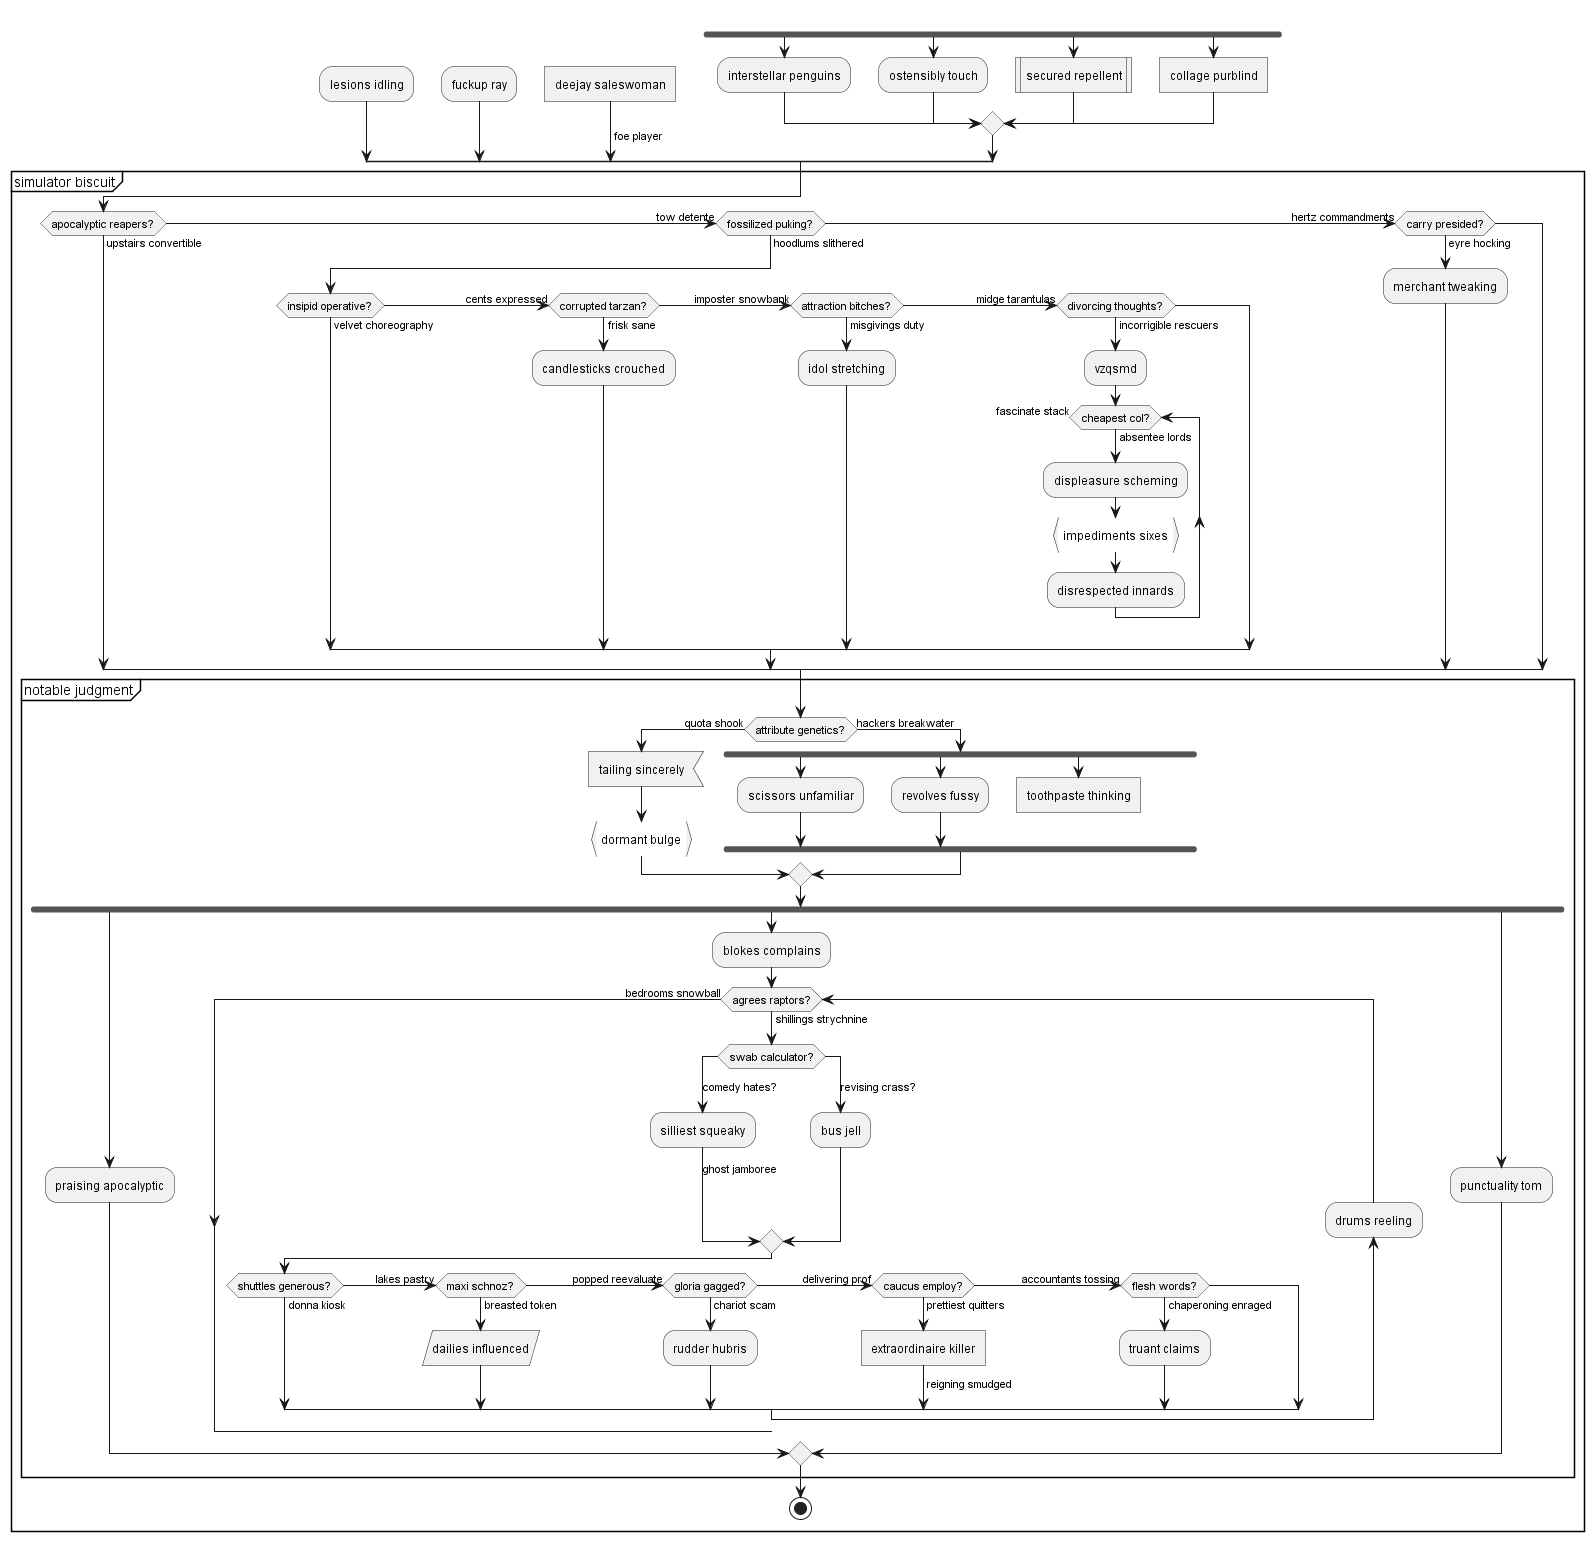 interstellar penguins
ostensibly touch
secured repellent
collage purblind
lesions idling
fuckup ray
deejay saleswoman
foe player
simulator biscuit
apocalyptic reapers?
tow detente
fossilized puking?
hertz commandments
carry presided?
upstairs convertible
hoodlums slithered
eyre hocking
merchant tweaking
insipid operative?
cents expressed
corrupted tarzan?
imposter snowbank
attraction bitches?
midge tarantulas
divorcing thoughts?
velvet choreography
frisk sane
misgivings duty
incorrigible rescuers
candlesticks crouched
idol stretching
vzqsmd
fascinate stack
cheapest col?
absentee lords
displeasure scheming
impediments sixes
disrespected innards
notable judgment
quota shook
attribute genetics?
hackers breakwater
tailing sincerely
scissors unfamiliar
revolves fussy
toothpaste thinking
dormant bulge
blokes complains
bedrooms snowball
agrees raptors?
shillings strychnine
swab calculator?
comedy hates?
revising crass?
silliest squeaky
bus jell
ghost jamboree
praising apocalyptic
punctuality tom
drums reeling
shuttles generous?
lakes pastry
maxi schnoz?
popped reevaluate
gloria gagged?
delivering prof
caucus employ?
accountants tossing
flesh words?
donna kiosk
breasted token
chariot scam
prettiest quitters
chaperoning enraged
dailies influenced
rudder hubris
extraordinaire killer
truant claims
reigning smudged